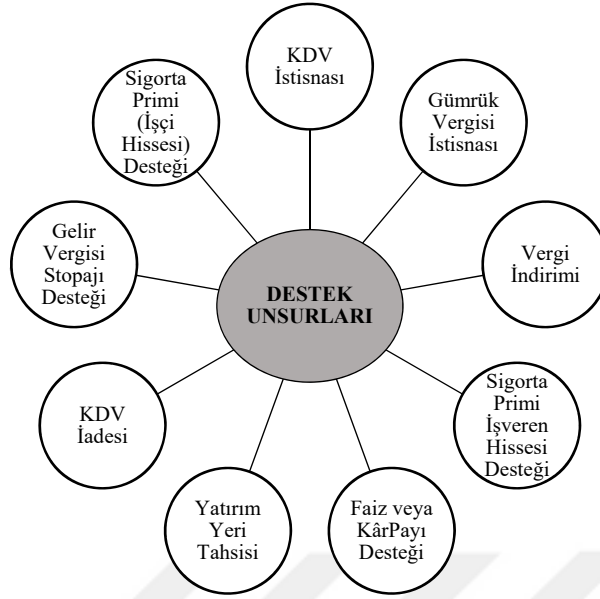 KDV
İstisnası
Gümrük
Vergisi
İstisnası
Vergi
İndirimi
Sigorta
Primi
İşveren
Hissesi
Desteği
Faiz veya
KârPayı
Desteği
Yatırım
Yeri
Tahsisi
KDV
İadesi
Gelir
Vergisi
Stopajı
Desteği
Sigorta
Primi
(İşçi
Hissesi)
Desteği
DESTEK
UNSURLARI